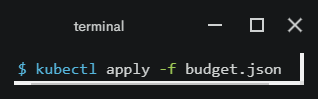 terminal
$ kubectl apply -f budget.json